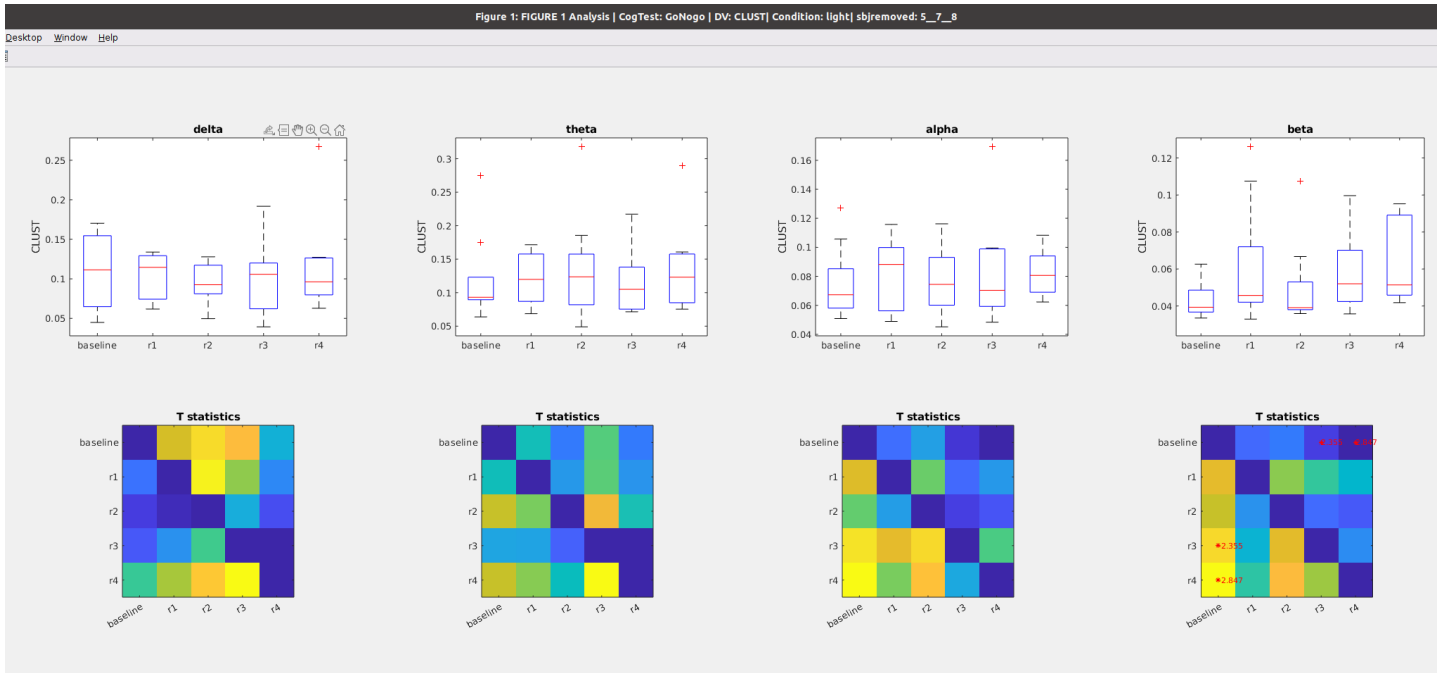 Figure 1: FIGURE 1 Analysis | CogTest: GoNogo | DV: CLUST| Condition: light| sbjremoved: 5__7__8
Desktop Window Help
delta
CLUST
0.25
0.2
0.15
0.1
0.05
baseline r1 r2 r3 r4
theta
CLUST
0.3
0.25
0.2
0.15
0.1
0.05
baseline r1 r2 r3 r4
alpha
CLUST
0.16
0.14
0.12
0.1
0.08
0.06
0.04
baseline r1 r2 r3 r4
beta
CLUST
0.12
0.1
0.08
0.06
0.04
baseline r1 r2 r3 r4
T statistics
baseline
r1
r2
r3
r4
baseline r1 r2 r3 r4
T statistics
baseline
r1
r2
r3
r4
baseline r1 r2 r3 r4
T statistics
baseline
r1
r2
r3
r4
baseline r1 r2 r3 r4
T statistics
baseline
r1
r2
r3 *2.355
r4 *2.847
baseline r1 r2 r3 r4